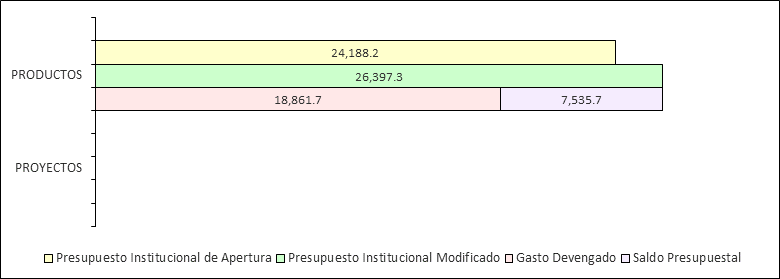 24,188.2
PRODUCTOS
26,397.3
18,861.7
7,535.7
PROYECTOS
Presupuesto Institucional de Apertura
Presupuesto Institucional Modificado
Gasto Devengado
Saldo Presupuestal